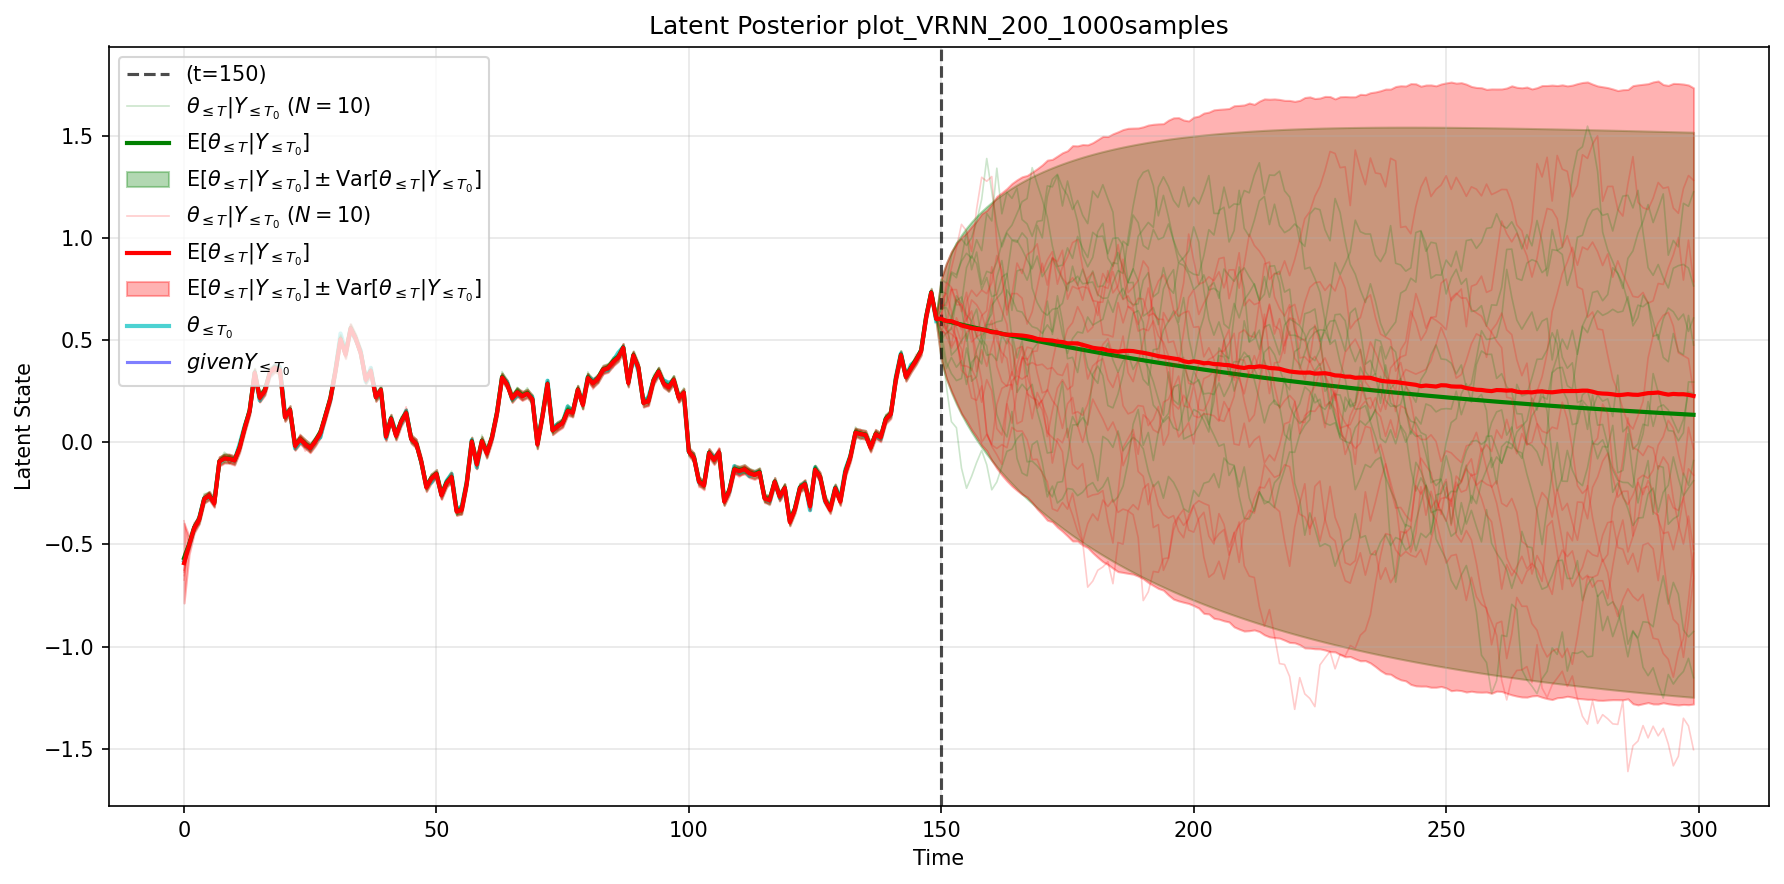 Latent Posterior plot_VRNN_200_1000samples
(t=150)
θ≤T|Y≤T₀ (N = 10)
E[θ≤T|Y≤T₀]
E[θ≤T|Y≤T₀] ± Var[θ≤T|Y≤T₀]
θ≤T|Y≤T₀ (N = 10)
E[θ≤T|Y≤T₀]
E[θ≤T|Y≤T₀] ± Var[θ≤T|Y≤T₀]
θ≤T₀
givenY≤T₀
Latent State
1.5
1.0
0.5
0.0
−0.5
−1.0
−1.5
0 50 100 150 200 250 300
Time